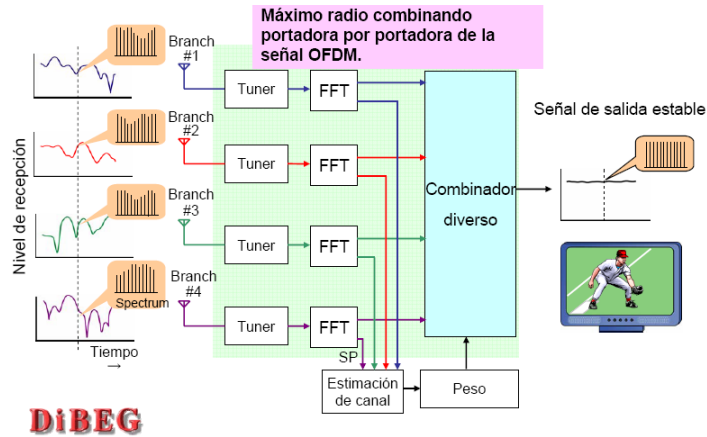 Máximo radio combinando
portadora por portadora de la
señal OFDM.
Nivel de recepción
Branch
#1
Tuner
FFT
Branch
#2
Tuner
FFT
Branch
#3
Tuner
FFT
Spectrum
Branch
#4
Tuner
FFT
SP
Tiempo
→
Combinador
diverso
Señal de salida estable
Estimación
de canal
Peso
DiBEG